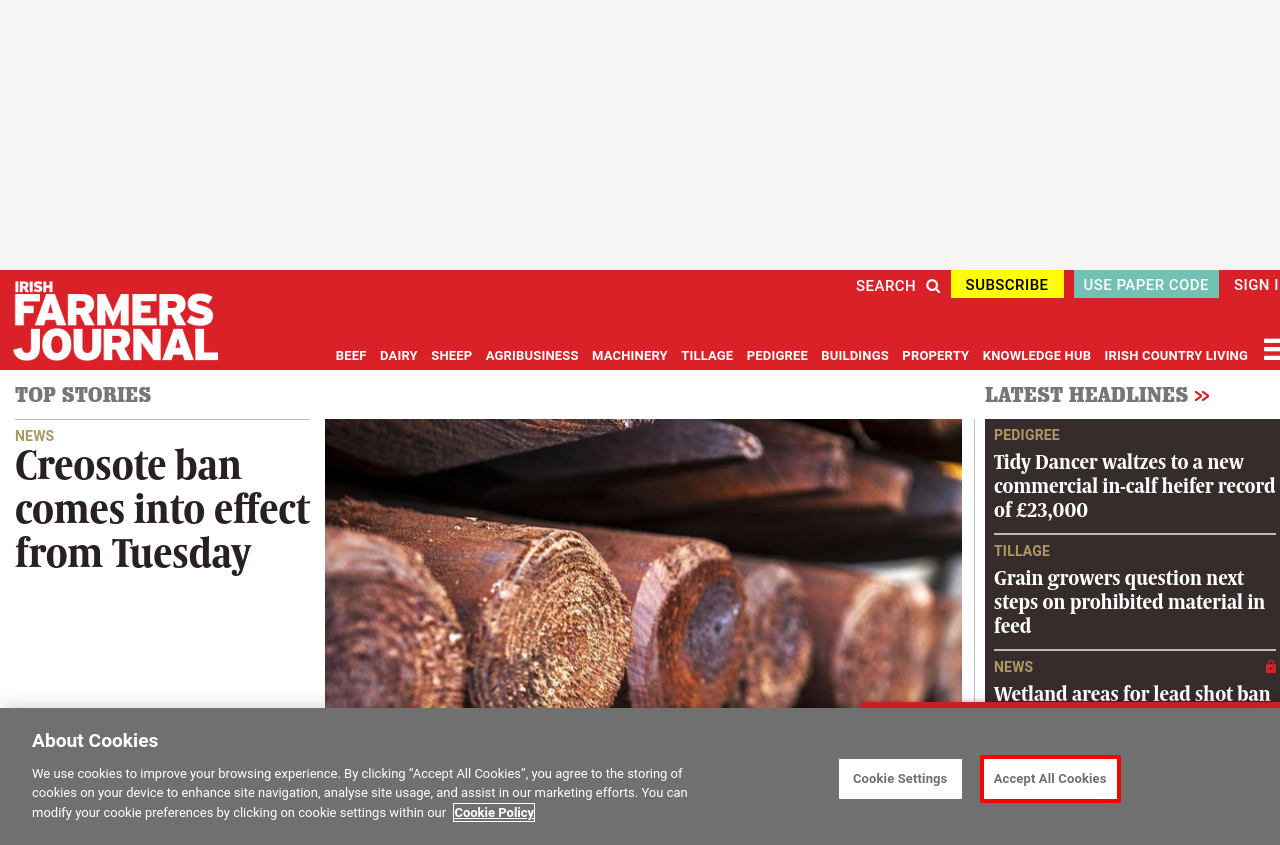 SEARCH
SUBSCRIBE
USE PAPER CODE
SIGN I
IRISH
FARMERS
JOURNAL
BEEF DAIRY SHEEP AGRIBUSINESS MACHINERY TILLAGE PEDIGREE BUILDINGS PROPERTY KNOWLEDGE HUB IRISH COUNTRY LIVING
TOP STORIES
NEWS
Creosote ban
comes into effect
from Tuesday
LATEST HEADLINES »
PEDIGREE
Tidy Dancer waltzes to a new
commercial in-calf heifer record
of £23,000
TILLAGE
Grain growers question next
steps on prohibited material in
feed
NEWS
Wetland areas for lead shot ban
About Cookies
We use cookies to improve your browsing experience. By clicking “Accept All Cookies”, you agree to the storing of
cookies on your device to enhance site navigation, analyse site usage, and assist in our marketing efforts. You can
modify your cookie preferences by clicking on cookie settings within our Cookie Policy
Cookie Settings
Accept All Cookies